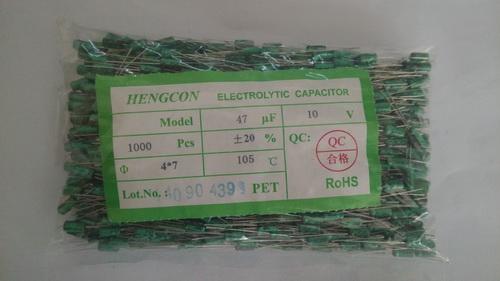 HENGCON ELECTROLYTIC CAPACITOR
Model 47 μF 10 V
1000 Pcs ±20 % QC: QC
合格
Φ 4*7 105 ℃
Lot.No.: PET RoHS